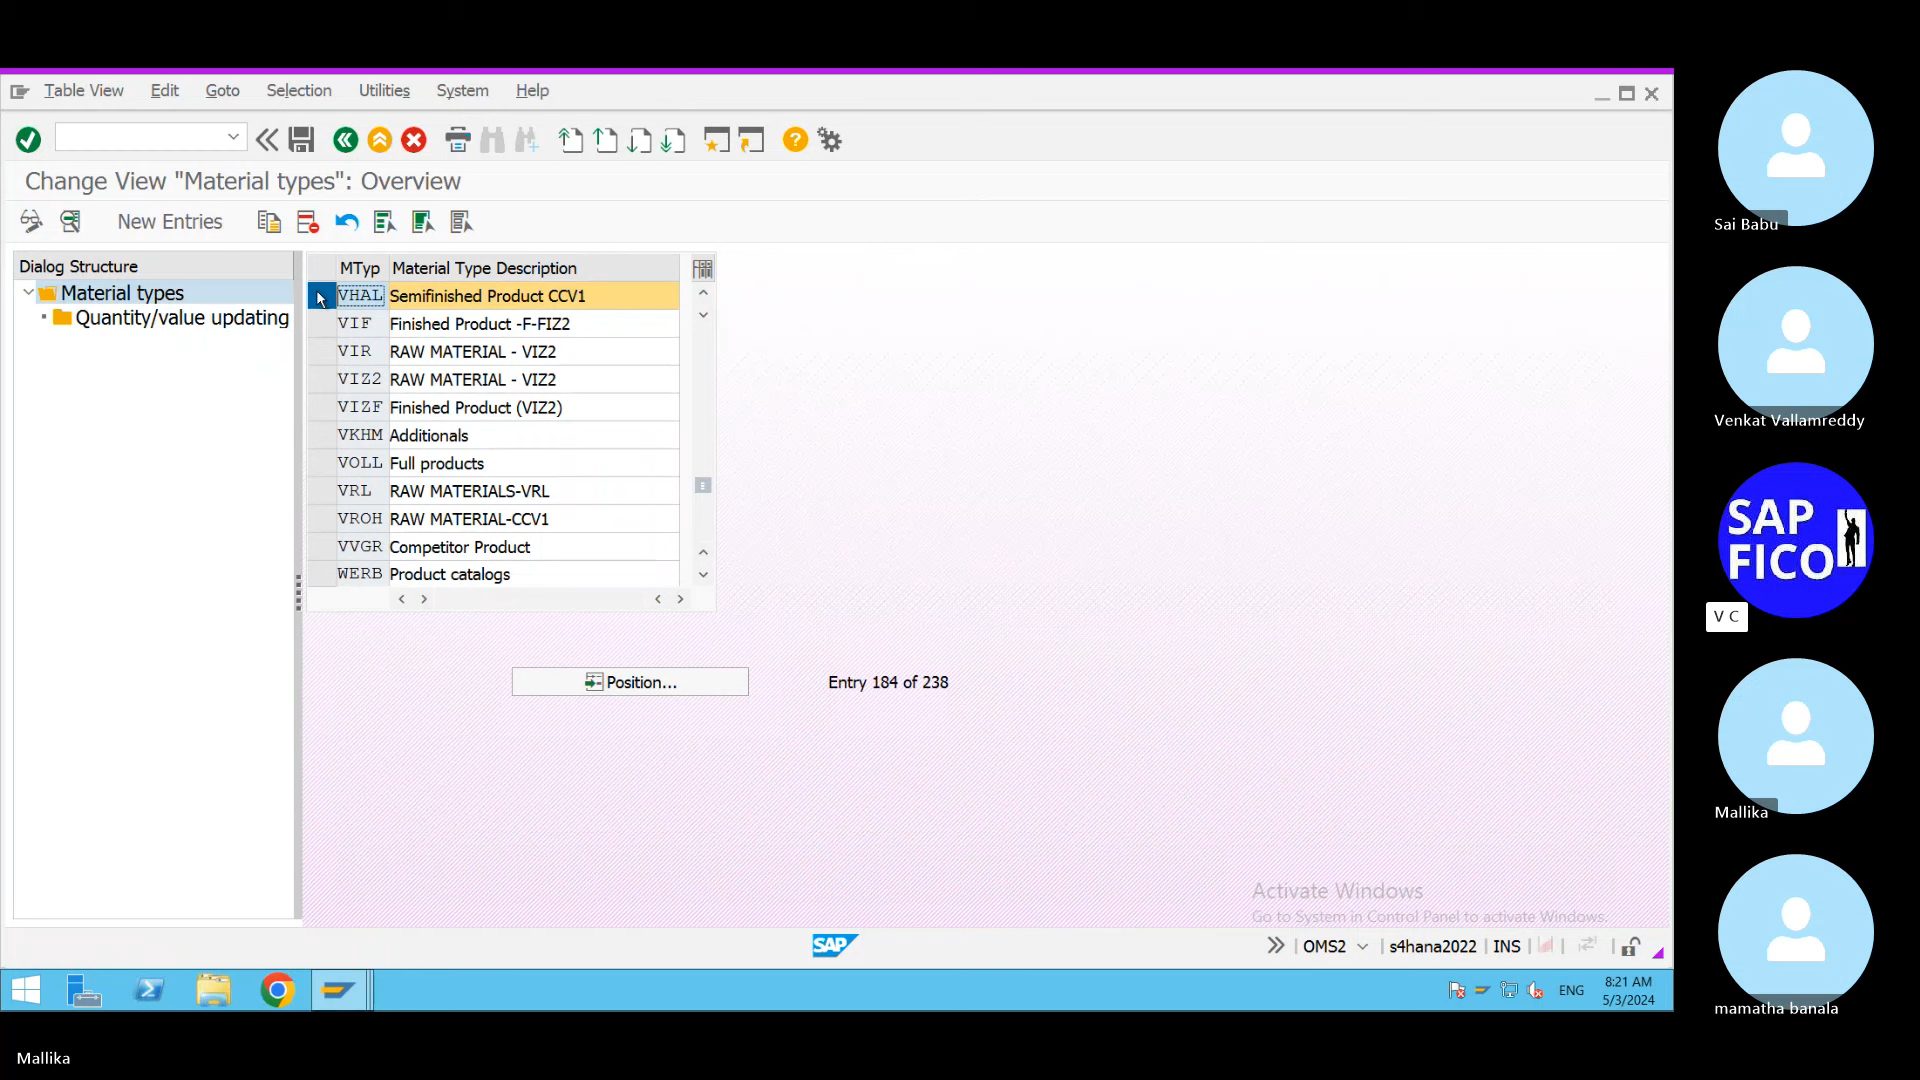 Table View Edit Goto Selection Utilities System Help
Change View "Material types": Overview
New Entries
Dialog Structure
Material types
Quantity/value updating
MTyp Material Type Description
VHAL Semifinished Product CCV1
VIF Finished Product -F-FIZ2
VIR RAW MATERIAL - VIZ2
VIZ2 RAW MATERIAL - VIZ2
VIZF Finished Product (VIZ2)
VKHM Additionals
VOLL Full products
VRL RAW MATERIALS-VRL
VROH RAW MATERIAL-CCV1
VVGR Competitor Product
WERB Product catalogs
Position...
Entry 184 of 238
Activate Windows
Go to System in Control Panel to activate Windows.
SAP
OMS2 s4hana2022 INS
ENG
8:21 AM
5/3/2024
Sai Babu
Venkat Vallamreddy
SAP
FICO
V C
Mallika
mamatha banala
Mallika